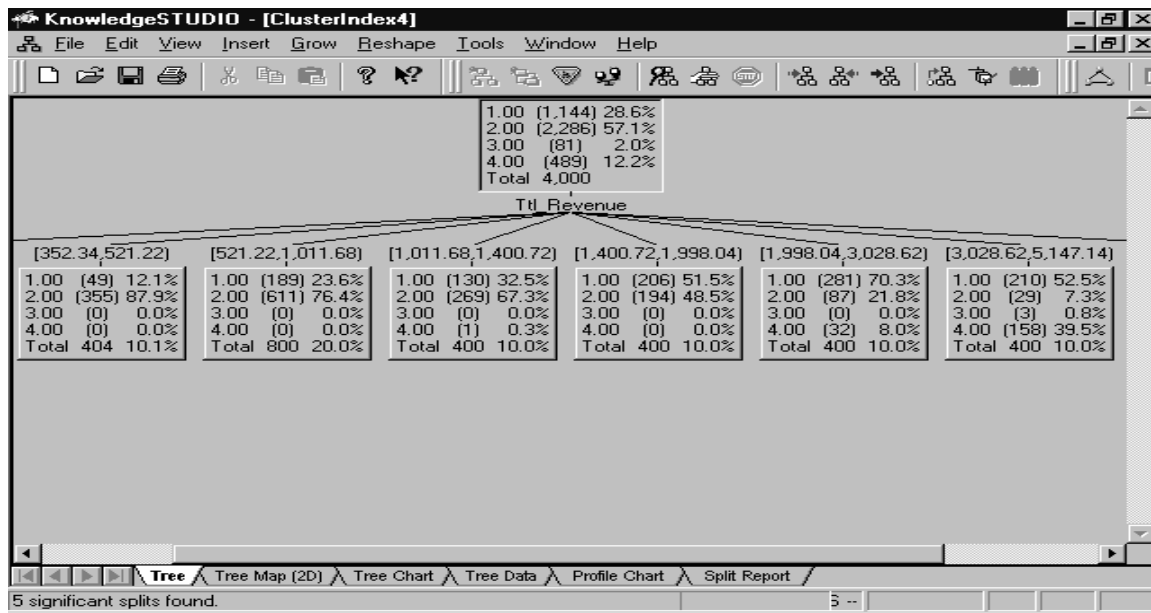 KnowledgeSTUDIO - [ClusterIndex4]
File Edit View Insert Grow Reshape Tools Window Help
1.00 (1,144) 28.6%
2.00 (2,286) 57.1%
3.00 (81) 2.0%
4.00 (489) 12.2%
Total 4,000
Ttl_Revenue
[352.34,521.22)
1.00 (49) 12.1%
2.00 (355) 87.9%
3.00 (0) 0.0%
4.00 (0) 0.0%
Total 404 10.1%
[521.22,1,011.68)
1.00 (189) 23.6%
2.00 (611) 76.4%
3.00 (0) 0.0%
4.00 (0) 0.0%
Total 800 20.0%
[1,011.68,1,400.72)
1.00 (130) 32.5%
2.00 (269) 67.3%
3.00 (0) 0.0%
4.00 (1) 0.3%
Total 400 10.0%
[1,400.72,1,998.04)
1.00 (206) 51.5%
2.00 (194) 48.5%
3.00 (0) 0.0%
4.00 (0) 0.0%
Total 400 10.0%
[1,998.04,3,028.62)
1.00 (281) 70.3%
2.00 (87) 21.8%
3.00 (0) 0.0%
4.00 (32) 8.0%
Total 400 10.0%
[3,028.62,5,147.14)
1.00 (210) 52.5%
2.00 (29) 7.3%
3.00 (3) 0.8%
4.00 (158) 39.5%
Total 400 10.0%
Tree Tree Map (2D) Tree Chart Tree Data Profile Chart Split Report
5 significant splits found.